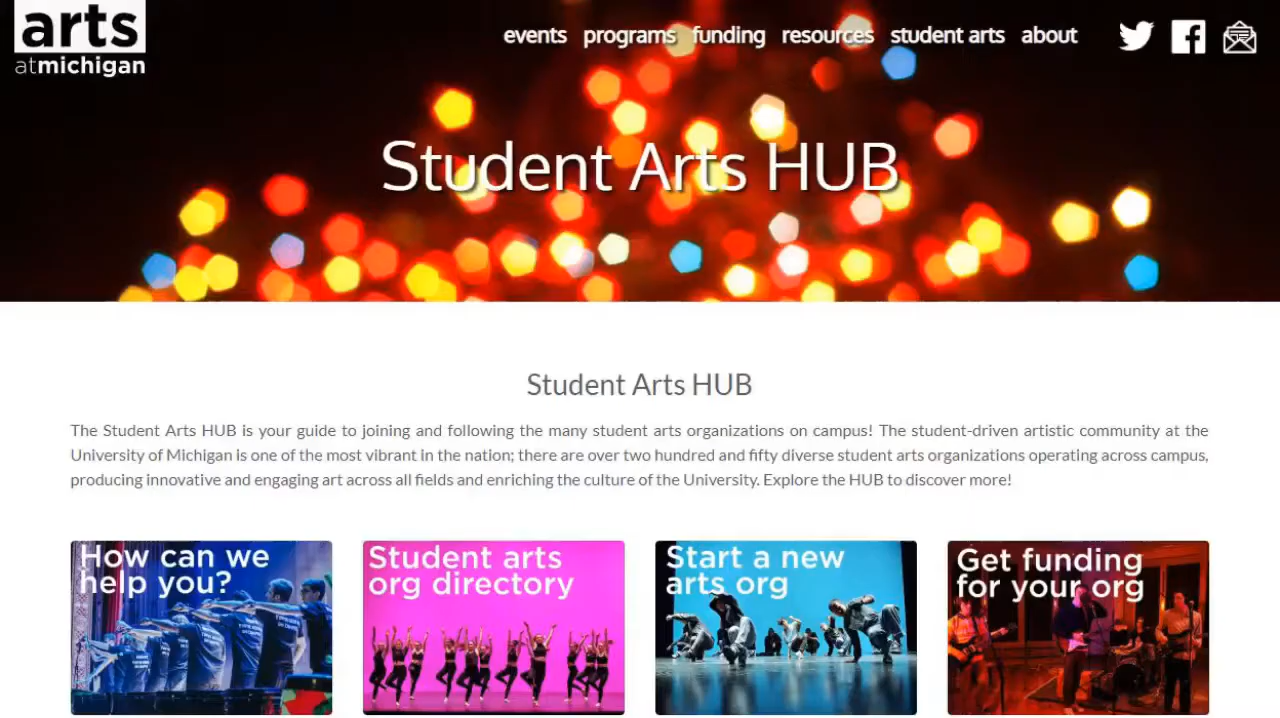 arts
atmichigan
events programs funding resources student arts about
Student Arts HUB
Student Arts HUB
The Student Arts HUB is your guide to joining and following the many student arts organizations on campus! The student-driven artistic community at the
University of Michigan is one of the most vibrant in the nation; there are over two hundred and fifty diverse student arts organizations operating across campus,
producing innovative and engaging art across all fields and enriching the culture of the University. Explore the HUB to discover more!
How can we
help you?
Student arts
org directory
Start a new
arts org
Get funding
for your org